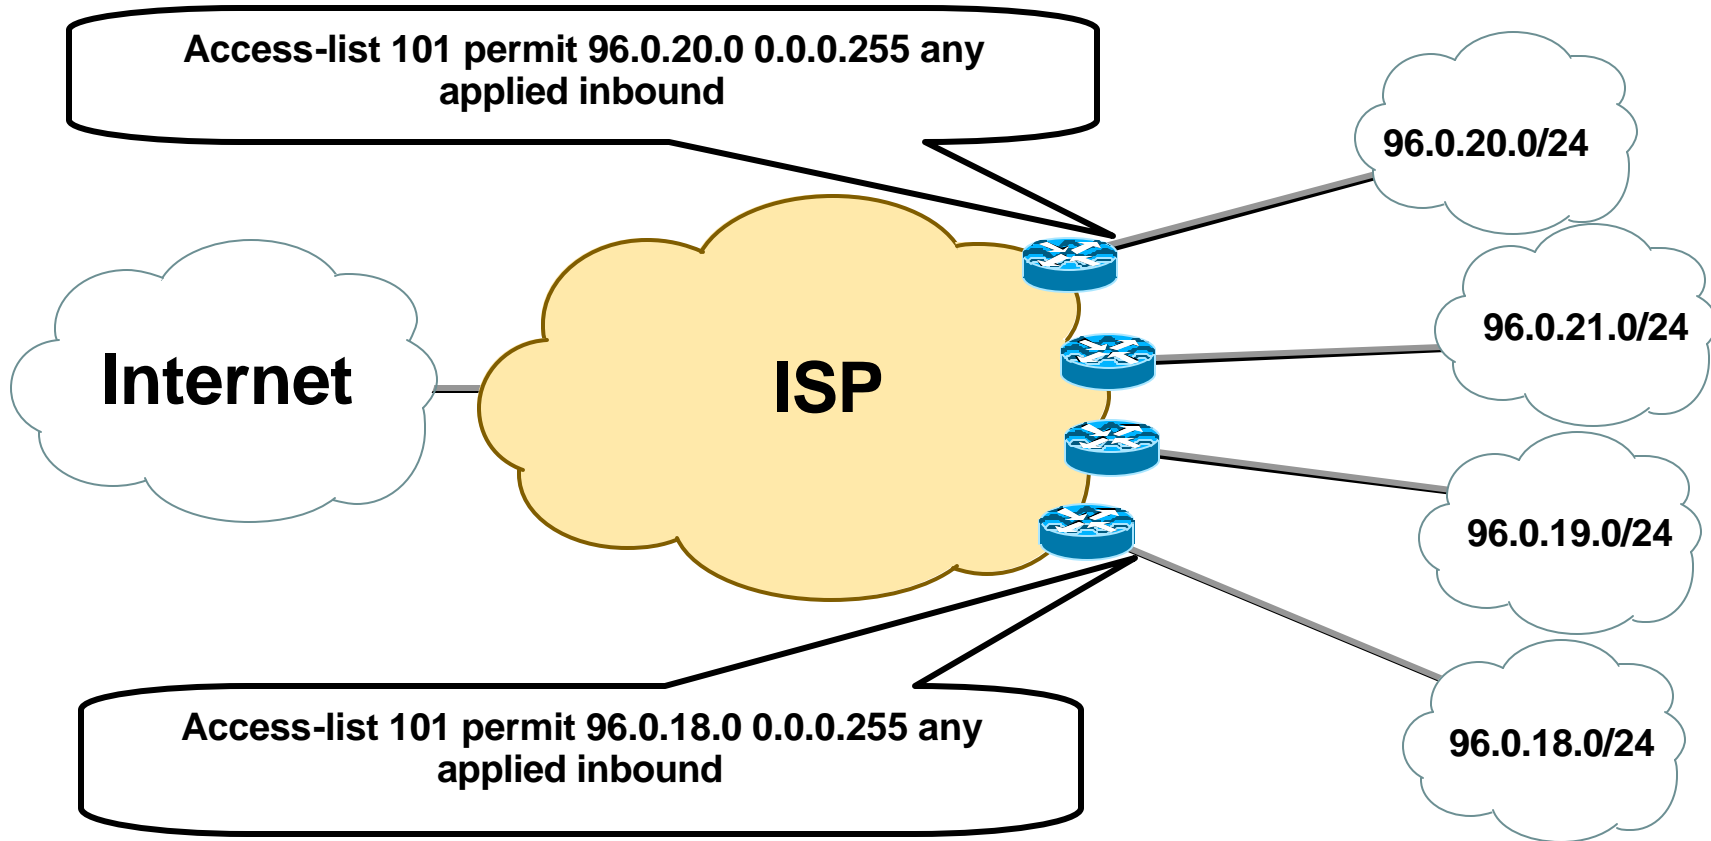 Access-list 101 permit 96.0.20.0 0.0.0.255 any
applied inbound
96.0.20.0/24
96.0.21.0/24
Internet
ISP
96.0.19.0/24
Access-list 101 permit 96.0.18.0 0.0.0.255 any
applied inbound
96.0.18.0/24